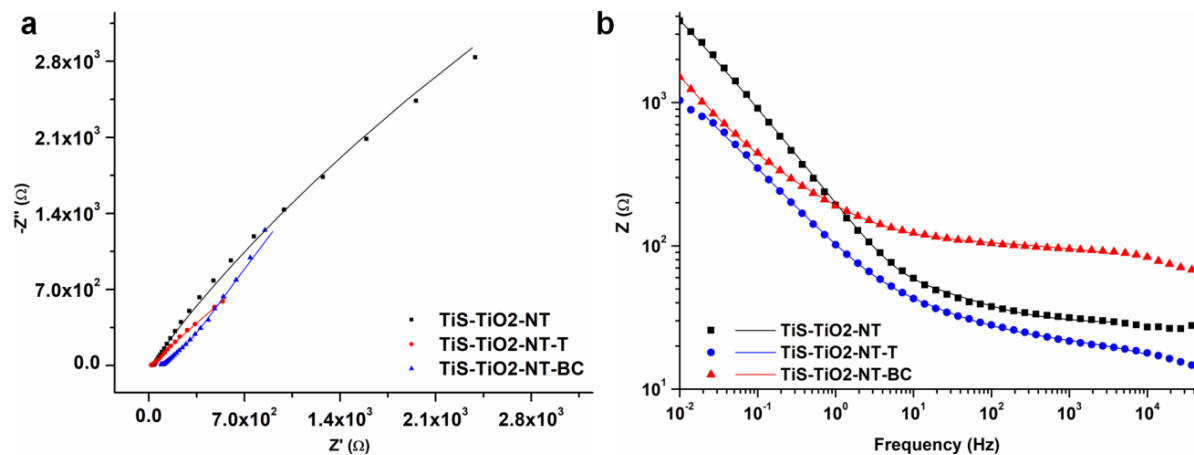 a
2.8x10³
2.1x10³
1.4x10³
7.0x10²
0.0
-Z'' (Ω)
TiS-TiO2-NT
TiS-TiO2-NT-T
TiS-TiO2-NT-BC
0.0 7.0x10² 1.4x10³ 2.1x10³ 2.8x10³
Z' (Ω)
b
10³
10²
10¹
Z (Ω)
TiS-TiO2-NT
TiS-TiO2-NT-T
TiS-TiO2-NT-BC
10⁻² 10⁻¹ 10⁰ 10¹ 10² 10³ 10⁴
Frequency (Hz)